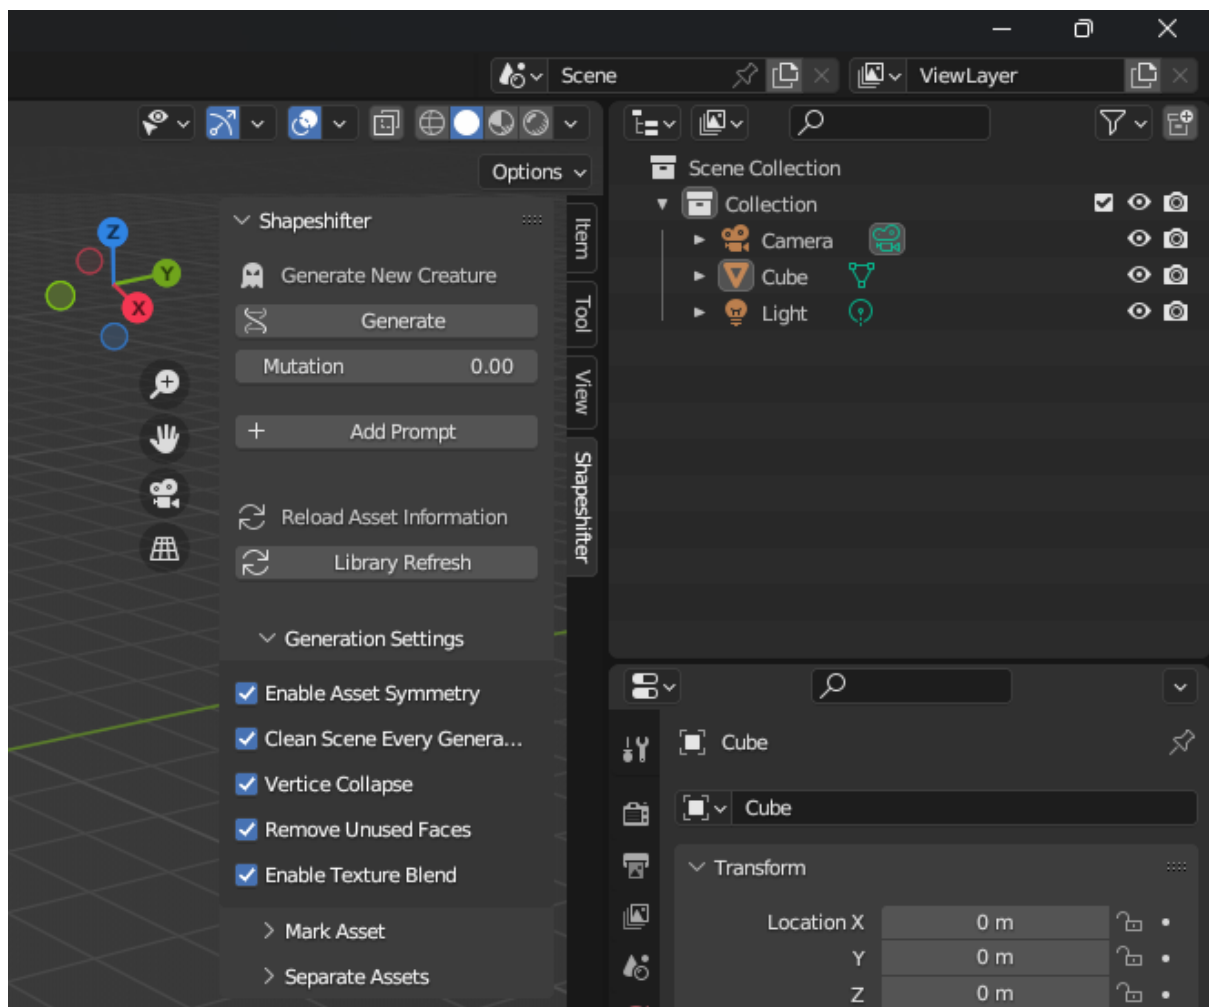 Scene
ViewLayer
Options
Shapeshifter
Generate New Creature
Generate
Mutation 0.00
Add Prompt
Reload Asset Information
Library Refresh
Generation Settings
Enable Asset Symmetry
Clean Scene Every Genera...
Vertice Collapse
Remove Unused Faces
Enable Texture Blend
Mark Asset
Separate Assets
Item
Tool
View
Shapeshifter
Z
Y
X
Scene Collection
Collection
Camera
Cube
Light
Cube
Cube
Transform
Location X 0 m
Y 0 m
Z 0 m